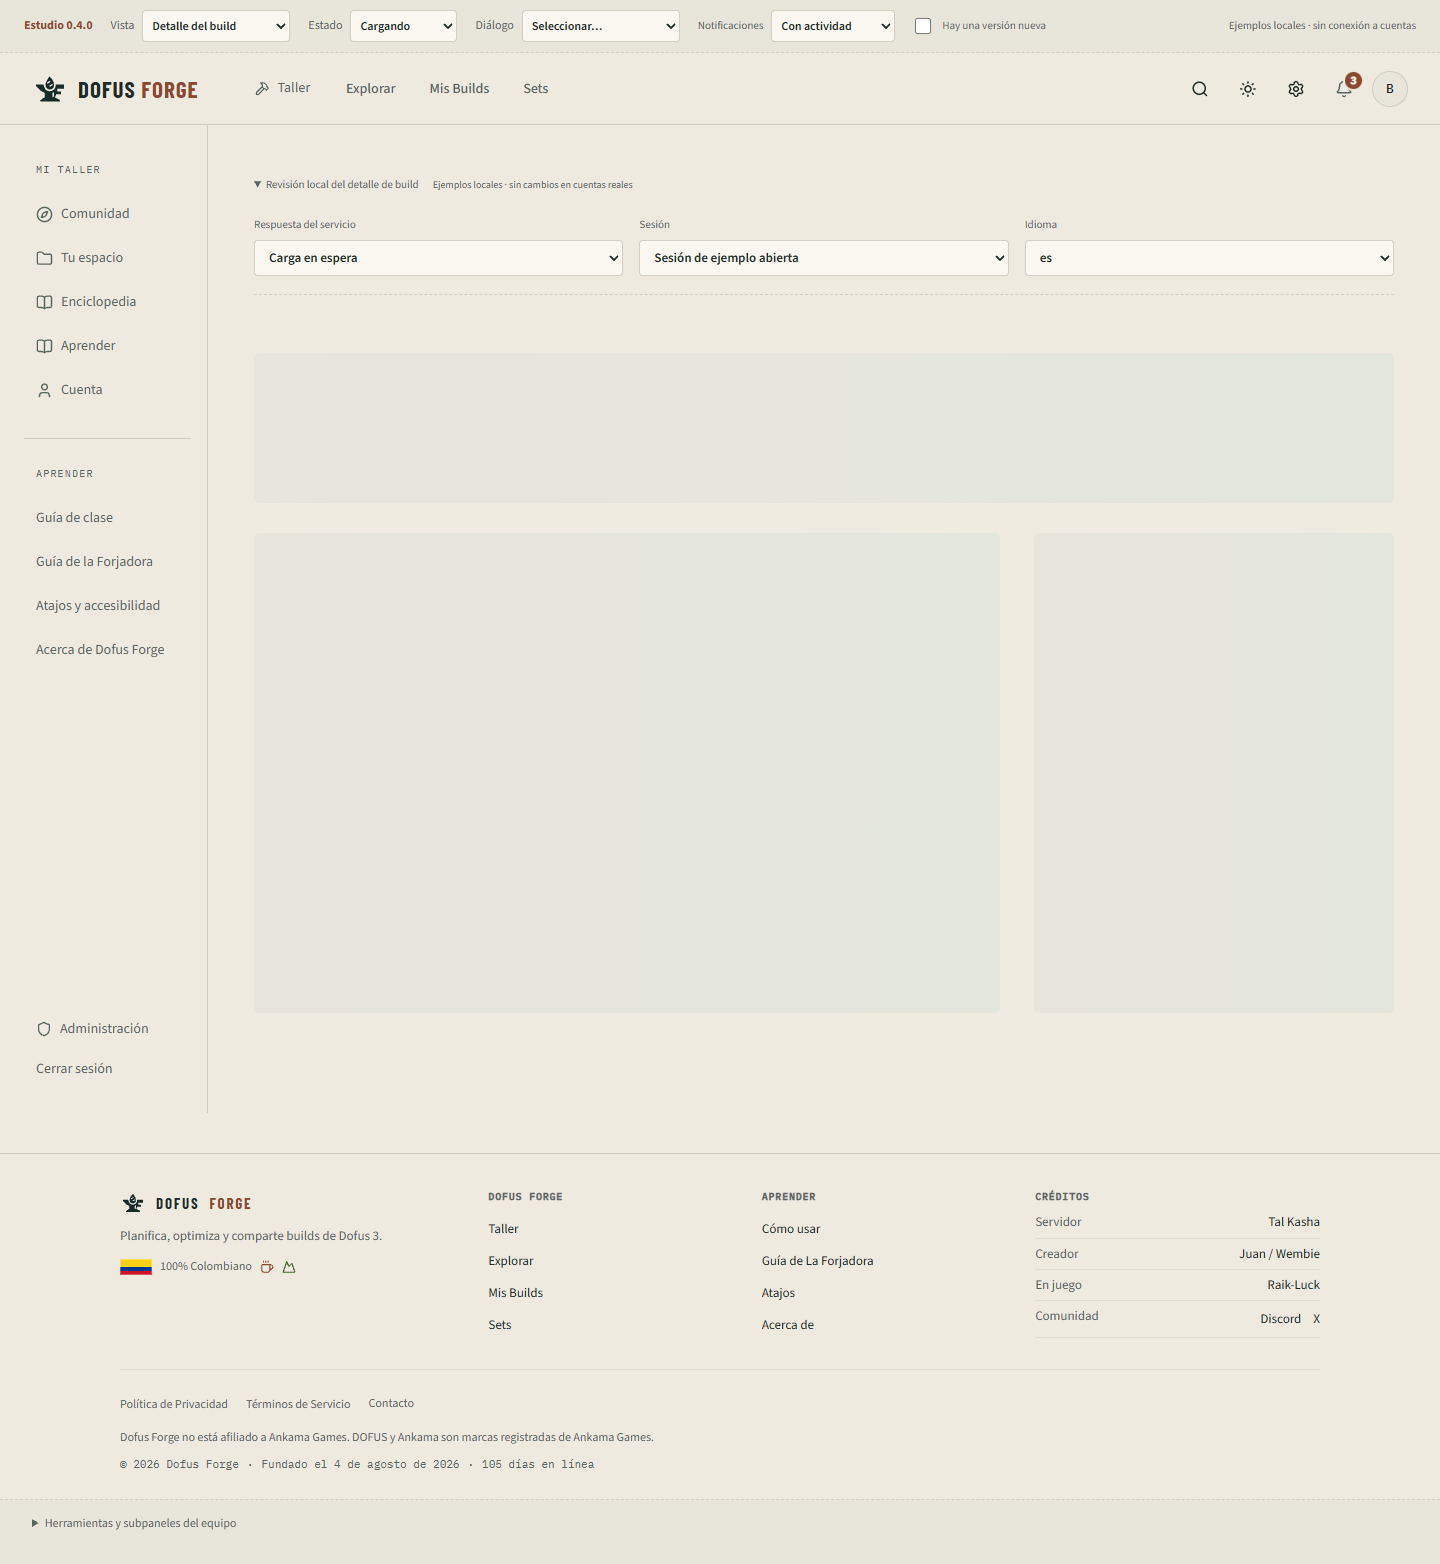 Estudio 0.4.0 Vista Detalle del build Estado Cargando Diálogo Seleccionar... Notificaciones Con actividad Hay una versión nueva Ejemplos locales · sin conexión a cuentas
DOFUS FORGE Taller Explorar Mis Builds Sets 3 B
MI TALLER
Comunidad
Tu espacio
Enciclopedia
Aprender
Cuenta
APRENDER
Guía de clase
Guía de la Forjadora
Atajos y accesibilidad
Acerca de Dofus Forge
Administración
Cerrar sesión
Revisión local del detalle de build Ejemplos locales · sin cambios en cuentas reales
Respuesta del servicio Sesión Idioma
Carga en espera Sesión de ejemplo abierta es
DOFUS FORGE
Planifica, optimiza y comparte builds de Dofus 3.
100% Colombiano
DOFUS FORGE
Taller
Explorar
Mis Builds
Sets
APRENDER
Cómo usar
Guía de La Forjadora
Atajos
Acerca de
CRÉDITOS
Servidor Tal Kasha
Creador Juan / Wembie
En juego Raik-Luck
Comunidad Discord X
Política de Privacidad Términos de Servicio Contacto
Dofus Forge no está afiliado a Ankama Games. DOFUS y Ankama son marcas registradas de Ankama Games.
© 2026 Dofus Forge · Fundado el 4 de agosto de 2026 · 105 días en línea
Herramientas y subpaneles del equipo